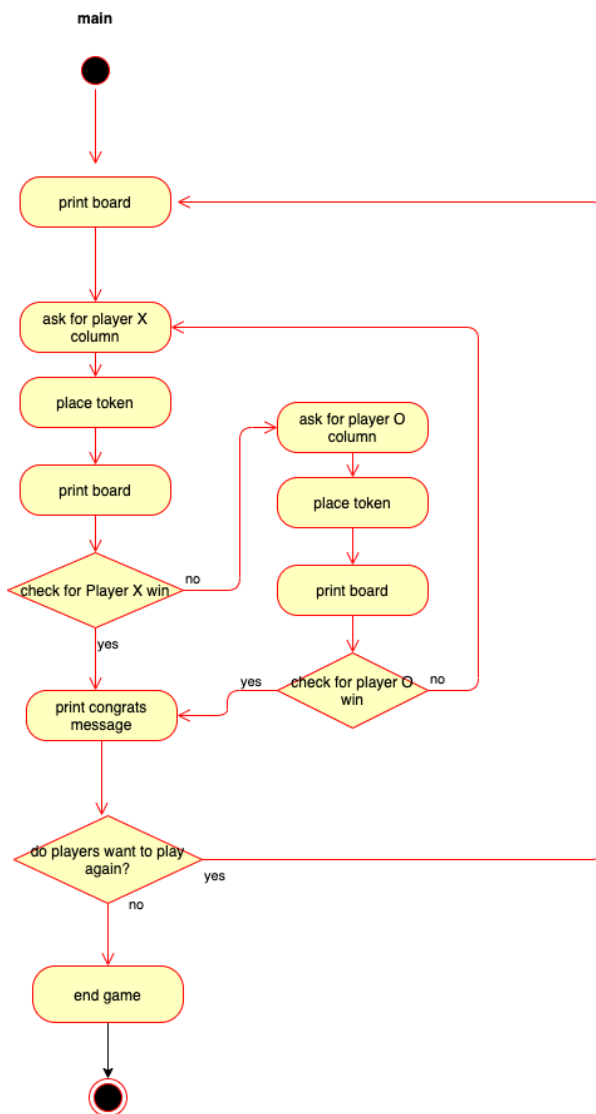 main
print board
ask for player X
column
place token
print board
check for Player X win
no
yes
ask for player O
column
place token
print board
check for player O
win
yes
no
print congrats
message
do players want to play
again?
yes
no
end game